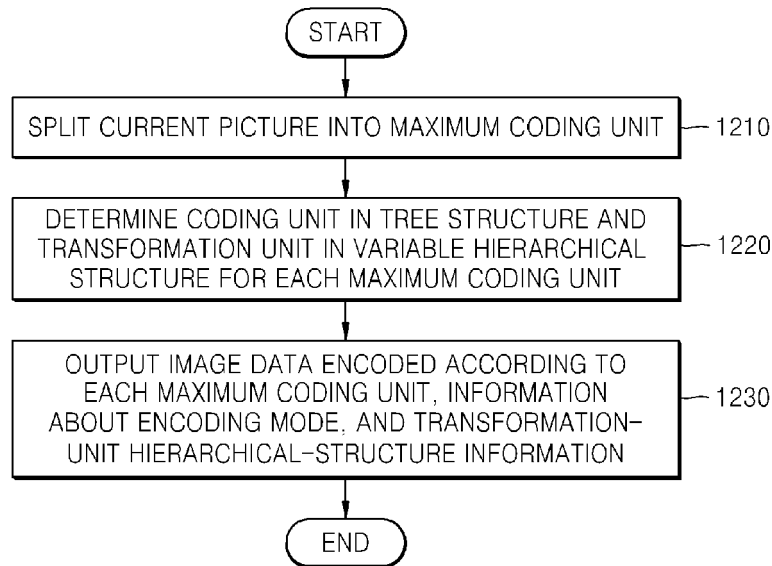 START
SPLIT CURRENT PICTURE INTO MAXIMUM CODING UNIT
1210
DETERMINE CODING UNIT IN TREE STRUCTURE AND
TRANSFORMATION UNIT IN VARIABLE HIERARCHICAL
STRUCTURE FOR EACH MAXIMUM CODING UNIT
1220
OUTPUT IMAGE DATA ENCODED ACCORDING TO
EACH MAXIMUM CODING UNIT, INFORMATION
ABOUT ENCODING MODE, AND TRANSFORMATION-
UNIT HIERARCHICAL-STRUCTURE INFORMATION
1230
END